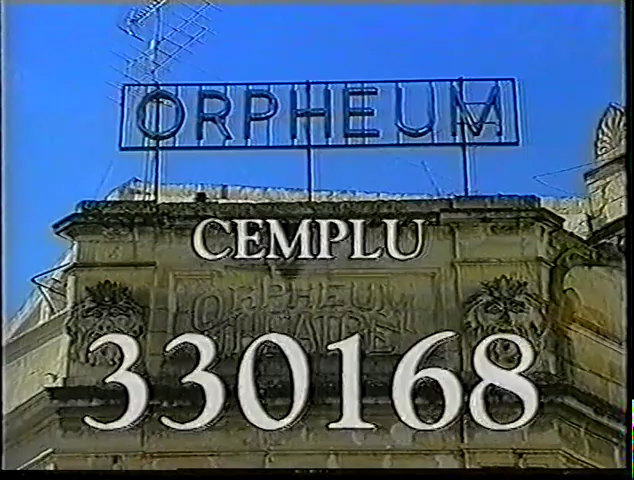 ORPHEUM
CEMPLU
ORPHEUM
THEATRE
330168